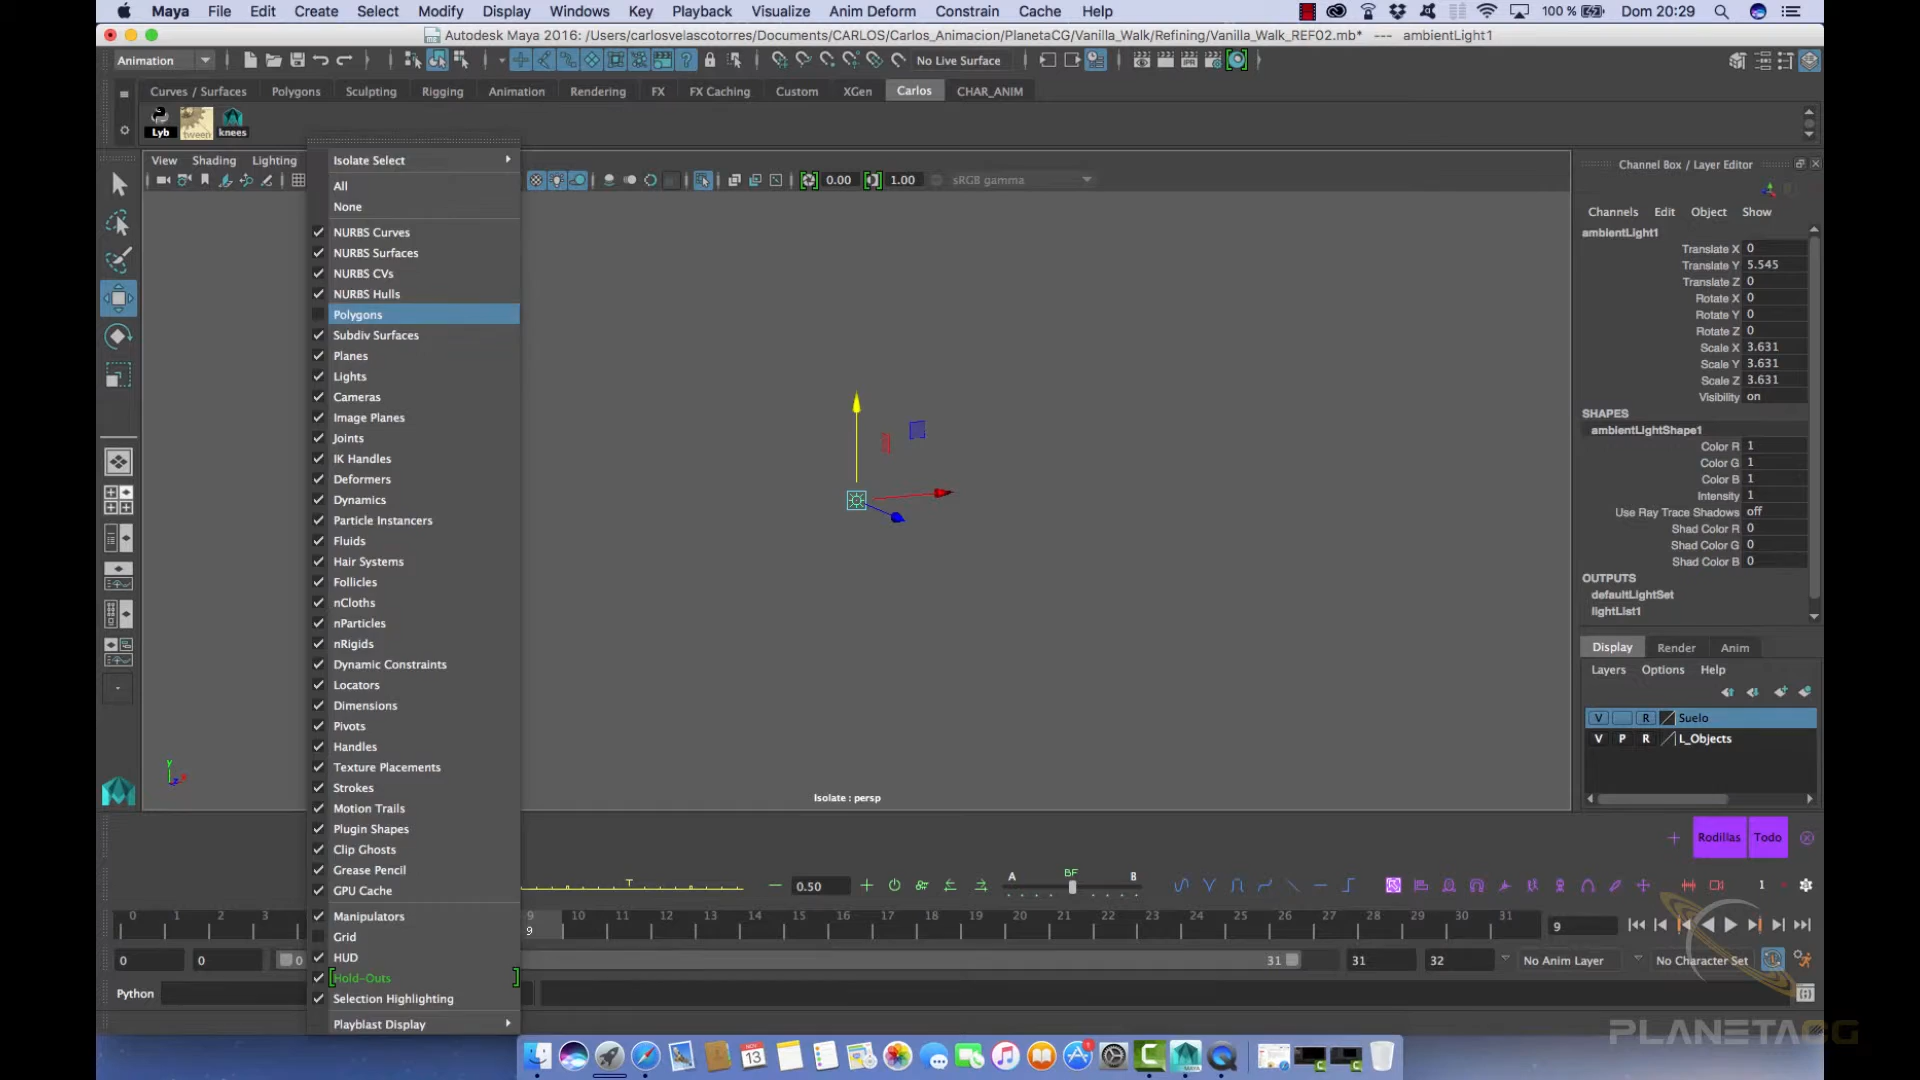 Maya File Edit Create Select Modify Display Windows Key Playback Visualize Anim Deform Constrain Cache Help 100 % Dom 20:29
Autodesk Maya 2016: /Users/carlosvelascotorres/Documents/CARLOS/Carlos_Animacion/PlanetaCG/Vanilla_Walk/Refining/Vanilla_Walk_REF02.mb* --- ambientLight1
Animation No Live Surface
Curves / Surfaces Polygons Sculpting Rigging Animation Rendering FX FX Caching Custom XGen Carlos CHAR_ANIM
Lyb tween knees
View Shading Lighting
0.00 1.00 sRGB gamma
Isolate Select
All
None
NURBS Curves
NURBS Surfaces
NURBS CVs
NURBS Hulls
Polygons
Subdiv Surfaces
Planes
Lights
Cameras
Image Planes
Joints
IK Handles
Deformers
Dynamics
Particle Instancers
Fluids
Hair Systems
Follicles
nCloths
nParticles
nRigids
Dynamic Constraints
Locators
Dimensions
Pivots
Handles
Texture Placements
Strokes
Motion Trails
Plugin Shapes
Clip Ghosts
Grease Pencil
GPU Cache
Manipulators
Grid
HUD
Hold-Outs
Selection Highlighting
Playblast Display
Isolate : persp
Channel Box / Layer Editor
Channels Edit Object Show
ambientLight1
Translate X 0
Translate Y 5.545
Translate Z 0
Rotate X 0
Rotate Y 0
Rotate Z 0
Scale X 3.631
Scale Y 3.631
Scale Z 3.631
Visibility on
SHAPES
ambientLightShape1
Color R 1
Color G 1
Color B 1
Intensity 1
Use Ray Trace Shadows off
Shad Color R 0
Shad Color G 0
Shad Color B 0
OUTPUTS
defaultLightSet
lightList1
Display Render Anim
Layers Options Help
V R Suelo
V P R L_Objects
Rodillas Todo
T 0.50 A BF B 1
0 1 2 3 9 10 11 12 13 14 15 16 17 18 19 20 21 22 23 24 25 26 27 28 29 30 31
9 9
0 0 0 31 31 32 No Anim Layer No Character Set
Python
PLANETACG
NOV
13